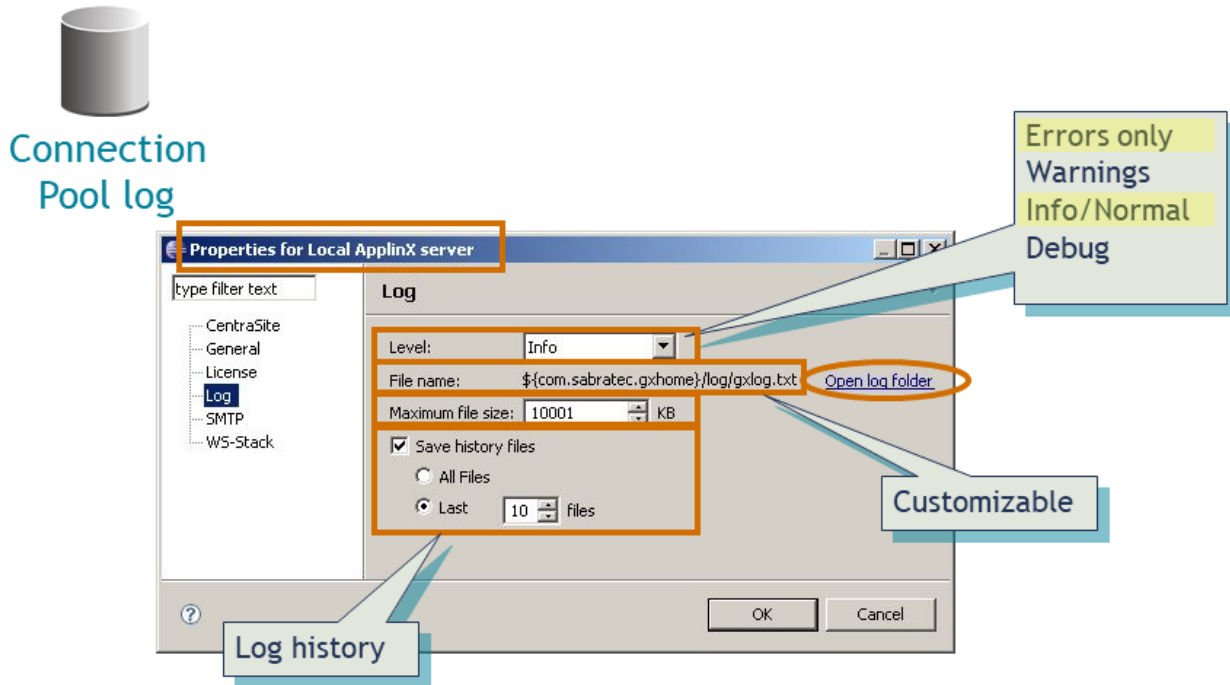 Connection
Pool log
Errors only
Warnings
Info/Normal
Debug
Properties for Local ApplinX server
type filter text
Log
CentraSite
General
License
Log
SMTP
WS-Stack
Level: Info
File name: ${com.sabratec.gxhome}/log/gxlog.txt Open log folder
Maximum file size: 10001 KB
Save history files
All Files
Last 10 files
Customizable
OK Cancel
Log history